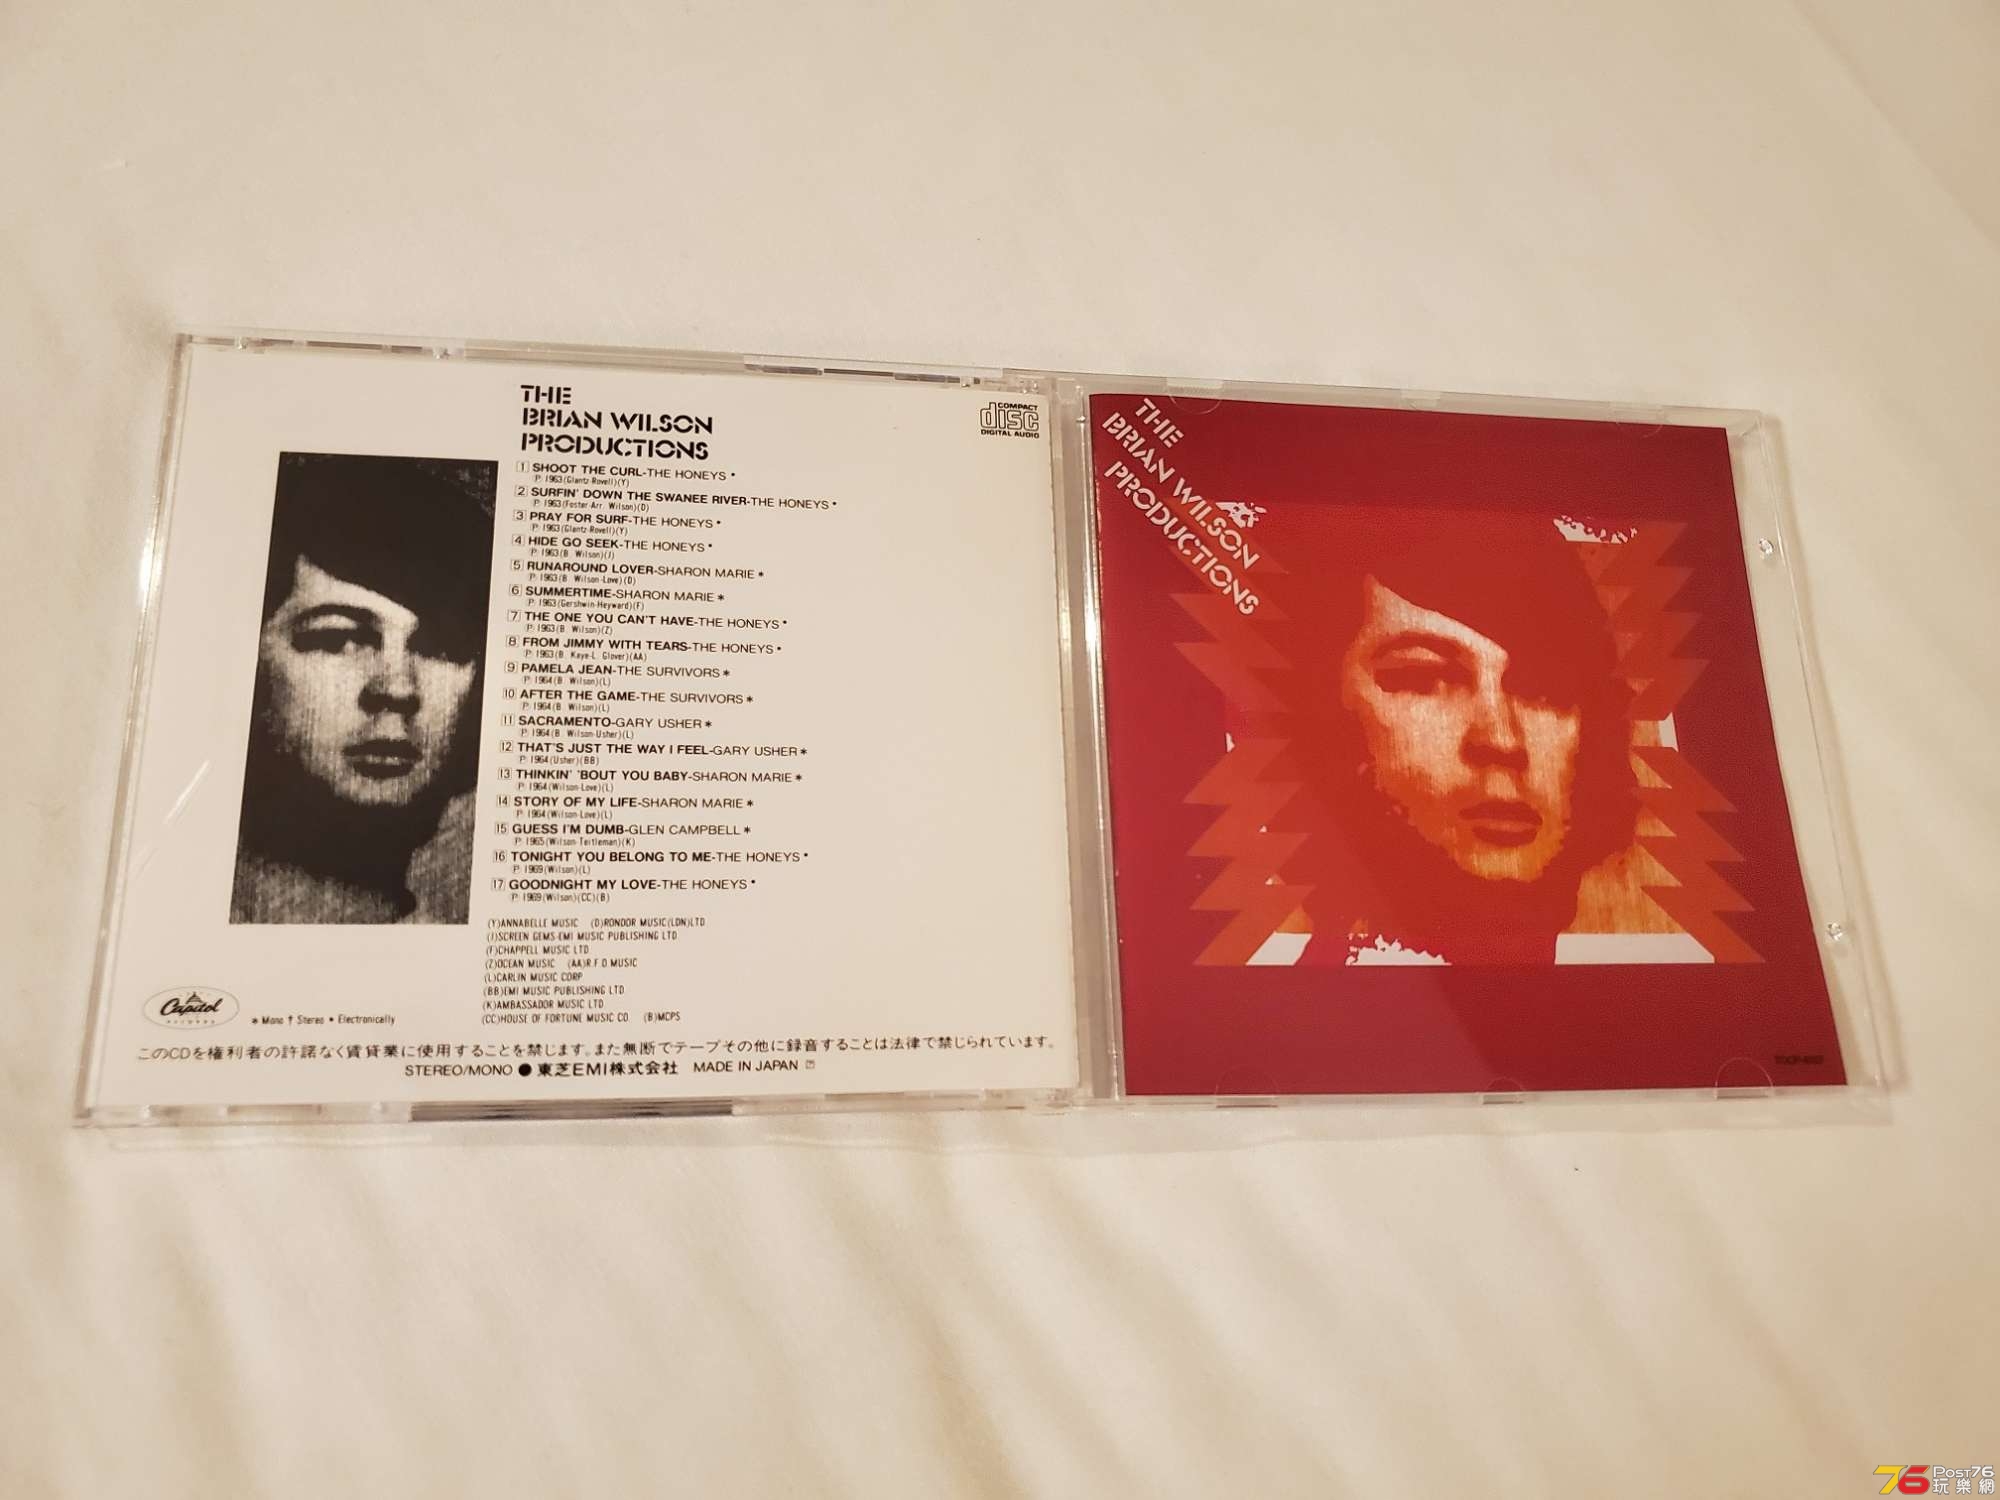 THE
BRIAN WILSON
PRODUCTIONS
COMPACT
disc
DIGITAL AUDIO
1 SHOOT THE CURL-THE HONEYS •
℗ 1963(Glantz-Rovell)(Y)
2 SURFIN' DOWN THE SWANEE RIVER-THE HONEYS •
℗ 1963(Foster-Arr. Wilson)(D)
3 PRAY FOR SURF-THE HONEYS •
℗ 1963(Glantz-Rovell)(Y)
4 HIDE GO SEEK-THE HONEYS •
℗ 1963(B. Wilson)(J)
5 RUNAROUND LOVER-SHARON MARIE *
℗ 1963(B. Wilson-Love)(D)
6 SUMMERTIME-SHARON MARIE *
℗ 1963(Gershwin-Heyward)(F)
7 THE ONE YOU CAN'T HAVE-THE HONEYS •
℗ 1963(B. Wilson)(Z)
8 FROM JIMMY WITH TEARS-THE HONEYS •
℗ 1963(B. Kaye-L. Glover)(AA)
9 PAMELA JEAN-THE SURVIVORS *
℗ 1964(B. Wilson)(L)
10 AFTER THE GAME-THE SURVIVORS *
℗ 1964(B. Wilson)(L)
11 SACRAMENTO-GARY USHER *
℗ 1964(B. Wilson-Usher)(L)
12 THAT'S JUST THE WAY I FEEL-GARY USHER *
℗ 1964(Usher)(BB)
13 THINKIN' 'BOUT YOU BABY-SHARON MARIE *
℗ 1964(Wilson-Love)(L)
14 STORY OF MY LIFE-SHARON MARIE *
℗ 1964(Wilson-Love)(L)
15 GUESS I'M DUMB-GLEN CAMPBELL *
℗ 1965(Wilson-Teitleman)(K)
16 TONIGHT YOU BELONG TO ME-THE HONEYS •
℗ 1969(Wilson)(L)
17 GOODNIGHT MY LOVE-THE HONEYS •
℗ 1969(Wilson)(CC)(B)
(Y)ANNABELLE MUSIC (D)RONDOR MUSIC(LDN)LTD
(J)SCREEN GEMS-EMI MUSIC PUBLISHING LTD
(F)CHAPPELL MUSIC LTD
(Z)OCEAN MUSIC (AA)R.F.D MUSIC
(L)CARLIN MUSIC CORP
(BB)EMI MUSIC PUBLISHING LTD
(K)AMBASSADOR MUSIC LTD
(CC)HOUSE OF FORTUNE MUSIC CO. (B)MCPS
Capitol
RECORDS
* Mono † Stereo • Electronically
このCDを権利者の許諾なく賃貸業に使用することを禁じます。また無断でテープその他に録音することは法律で禁じられています。
STEREO/MONO ● 東芝EMI株式会社 MADE IN JAPAN
THE
BRIAN WILSON
PRODUCTIONS
76 Post76
玩樂網